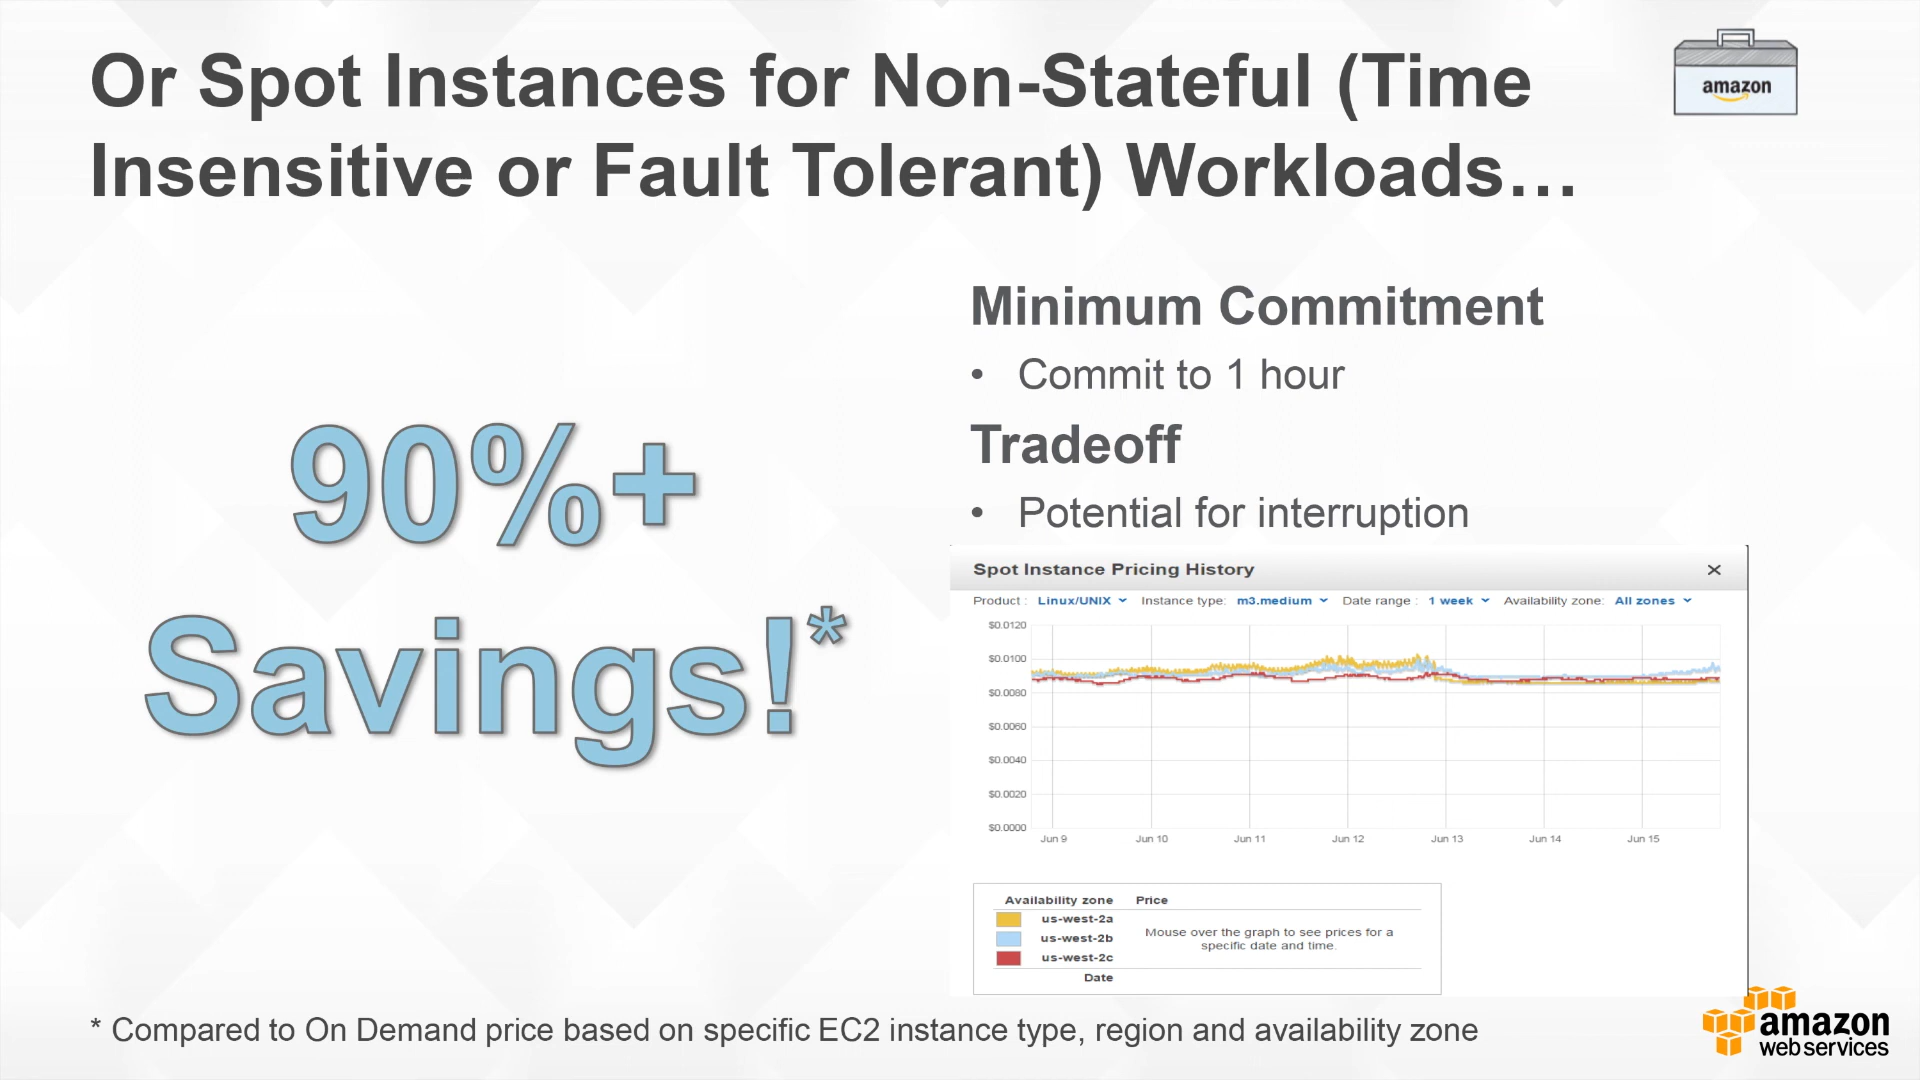 Or Spot Instances for Non-Stateful (Time
Insensitive or Fault Tolerant) Workloads…
amazon
90%+
Savings!*
Minimum Commitment
• Commit to 1 hour
Tradeoff
• Potential for interruption
Spot Instance Pricing History
Product : Linux/UNIX Instance type: m3.medium Date range : 1 week Availability zone: All zones
$0.0120
$0.0100
$0.0080
$0.0060
$0.0040
$0.0020
$0.0000
Jun 9 Jun 10 Jun 11 Jun 12 Jun 13 Jun 14 Jun 15
Availability zone Price
us-west-2a
us-west-2b
us-west-2c
Mouse over the graph to see prices for a
specific date and time.
Date
* Compared to On Demand price based on specific EC2 instance type, region and availability zone
amazon
web services